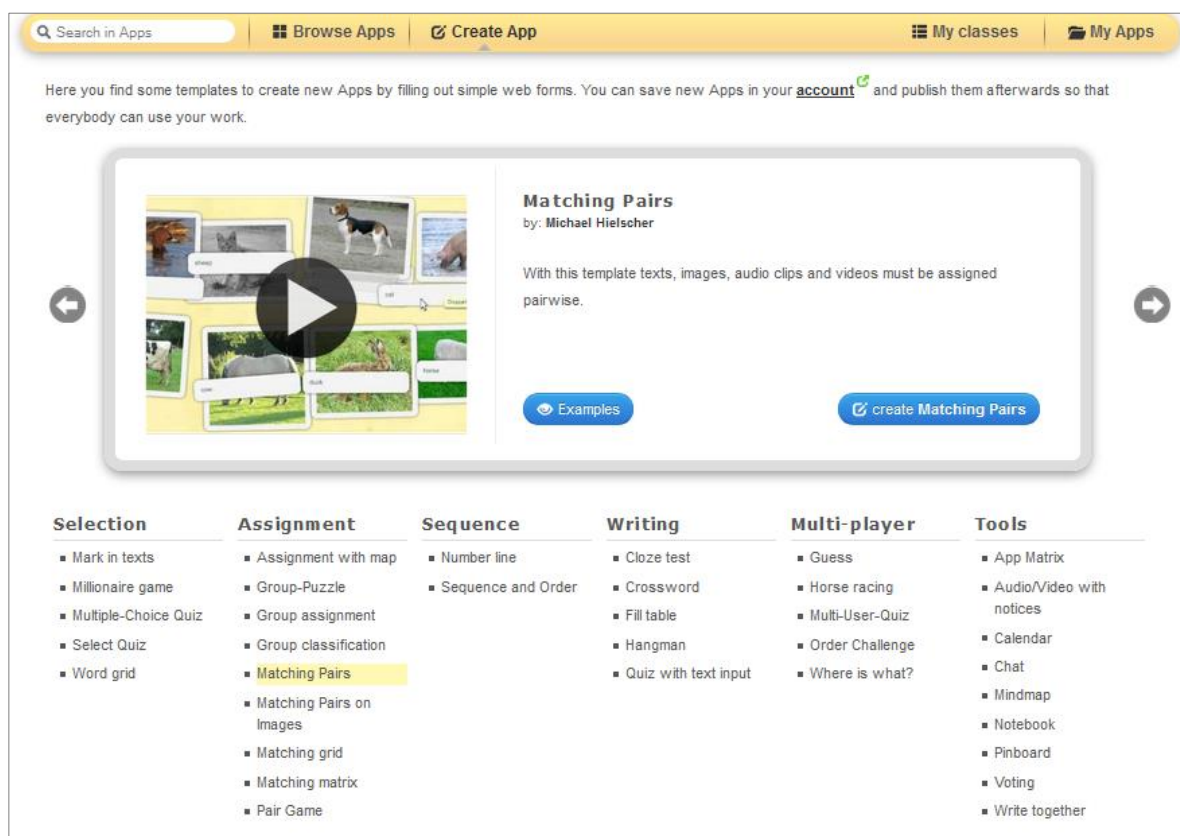 Search in Apps
Browse Apps
Create App
My classes
My Apps
Here you find some templates to create new Apps by filling out simple web forms. You can save new Apps in your account and publish them afterwards so that
everybody can use your work.
sheep
cat
cow
duck
horse
Matching Pairs
by: Michael Hielscher
With this template texts, images, audio clips and videos must be assigned
pairwise.
Examples
create Matching Pairs
Selection
Mark in texts
Millionaire game
Multiple-Choice Quiz
Select Quiz
Word grid
Assignment
Assignment with map
Group-Puzzle
Group assignment
Group classification
Matching Pairs
Matching Pairs on
Images
Matching grid
Matching matrix
Pair Game
Sequence
Number line
Sequence and Order
Writing
Cloze test
Crossword
Fill table
Hangman
Quiz with text input
Multi-player
Guess
Horse racing
Multi-User-Quiz
Order Challenge
Where is what?
Tools
App Matrix
Audio/Video with
notices
Calendar
Chat
Mindmap
Notebook
Pinboard
Voting
Write together